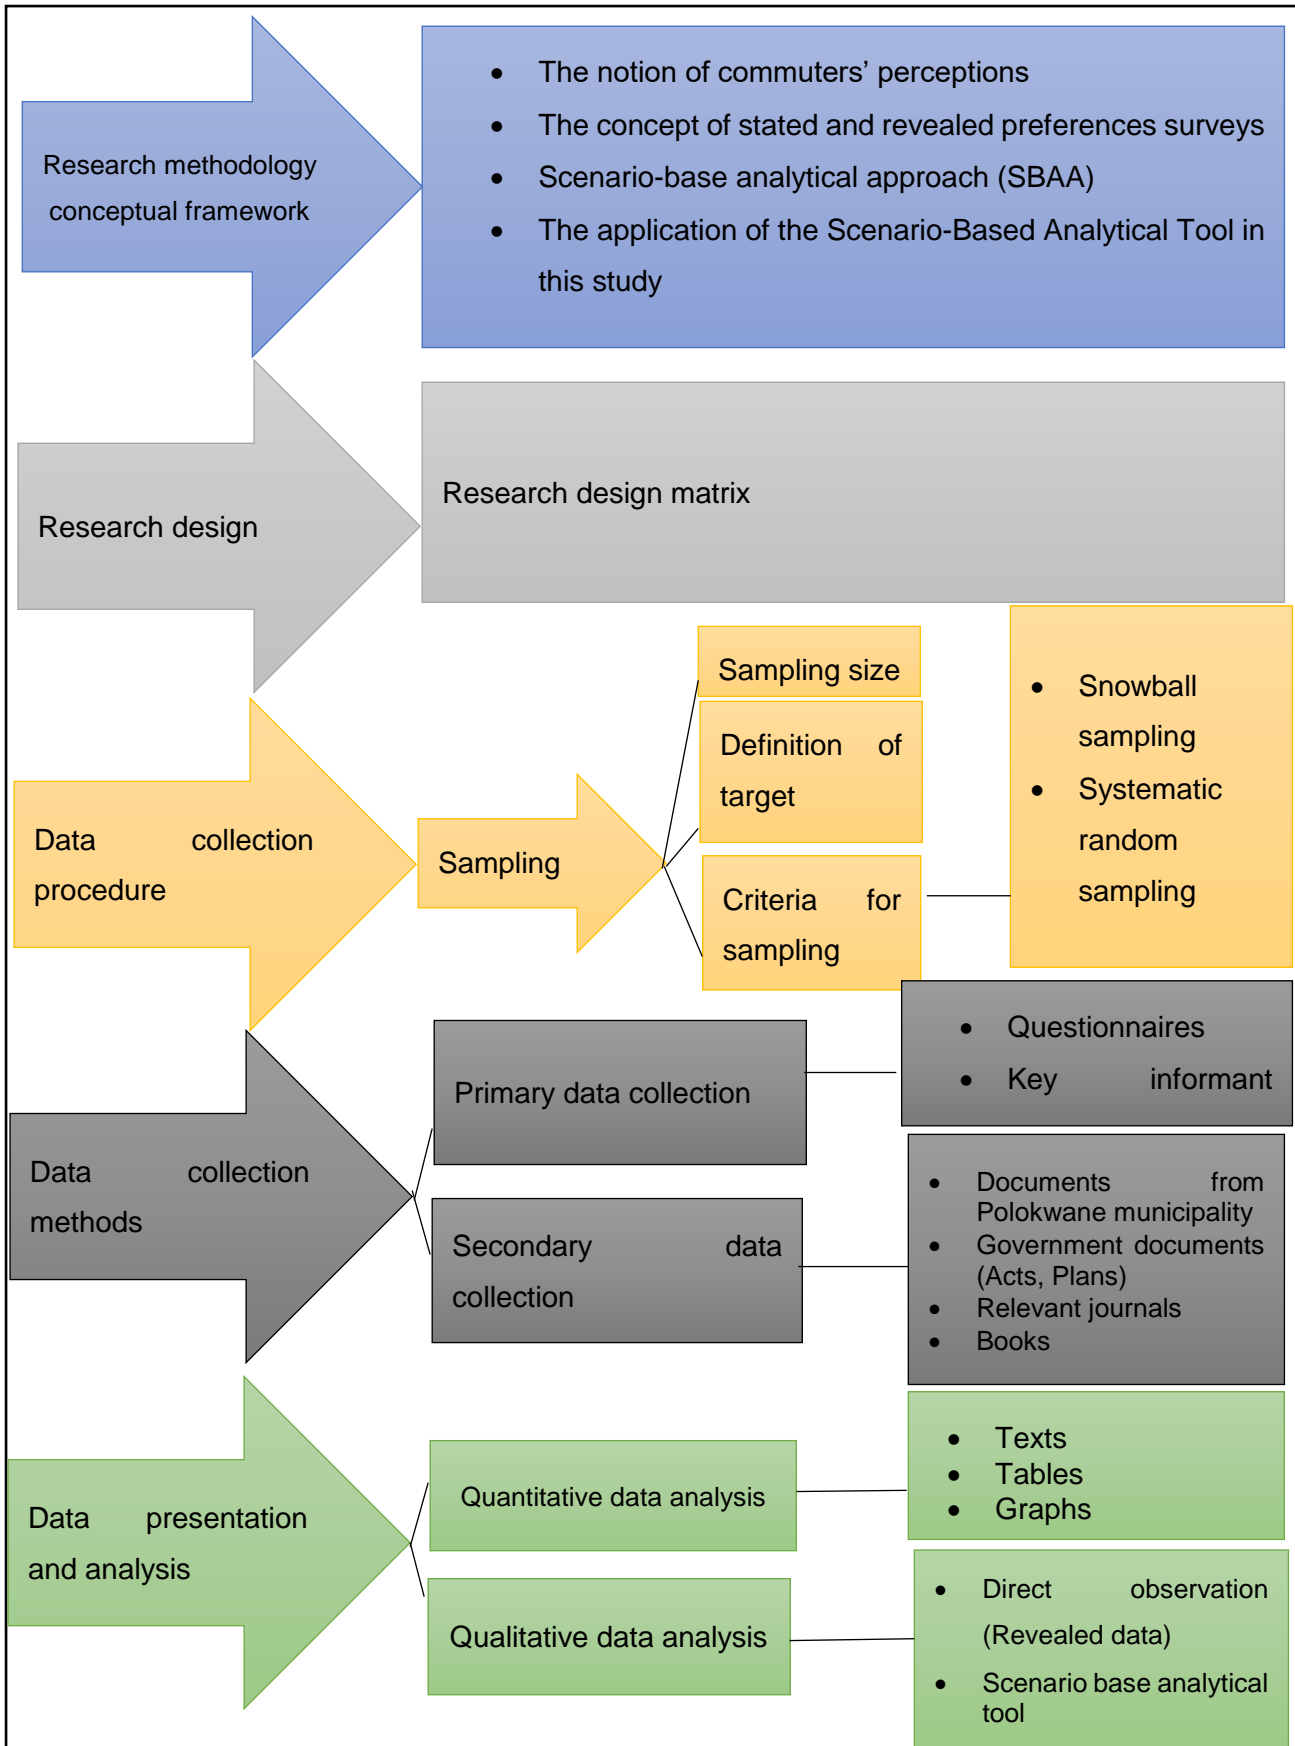 Research methodology
conceptual framework
• The notion of commuters’ perceptions
• The concept of stated and revealed preferences surveys
• Scenario-base analytical approach (SBAA)
• The application of the Scenario-Based Analytical Tool in
this study
Research design
Research design matrix
Data collection
procedure
Sampling
Sampling size
Definition of
target
Criteria for
sampling
• Snowball
sampling
• Systematic
random
sampling
Data collection
methods
Primary data collection
• Questionnaires
• Key informant
Secondary data
collection
• Documents from
Polokwane municipality
• Government documents
(Acts, Plans)
• Relevant journals
• Books
Data presentation
and analysis
Quantitative data analysis
• Texts
• Tables
• Graphs
Qualitative data analysis
• Direct observation
(Revealed data)
• Scenario base analytical
tool